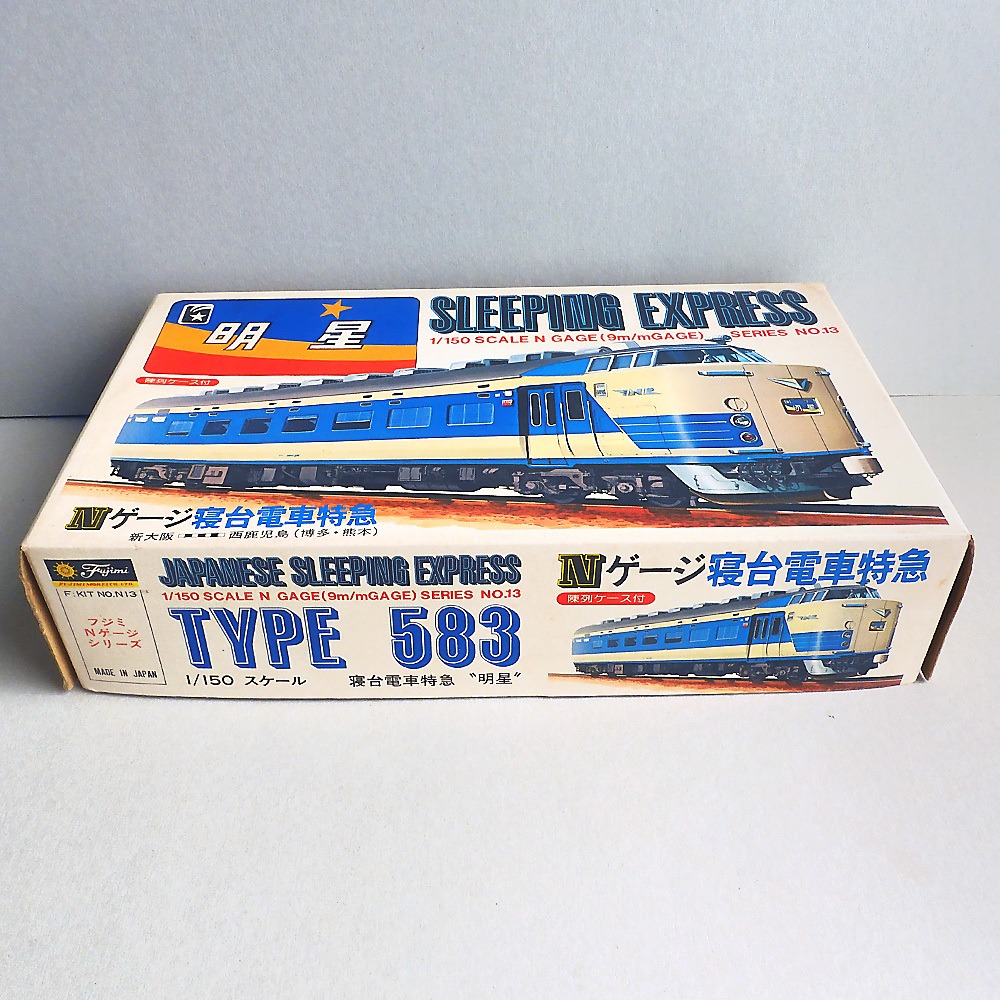 明星
SLEEPING EXPRESS
1/150 SCALE N GAGE (9m/mGAGE) SERIES NO.13
陳列ケース付
Nゲージ寝台電車特急
新大阪 西鹿児島(博多・熊本)
Fujimi
F:KIT NO.N13
フジミ
Nゲージ
シリーズ
MADE IN JAPAN
JAPANESE SLEEPING EXPRESS
1/150 SCALE N GAGE (9m/mGAGE) SERIES NO.13
TYPE 583
1/150 スケール 寝台電車特急 〝明星〟
Nゲージ寝台電車特急
陳列ケース付